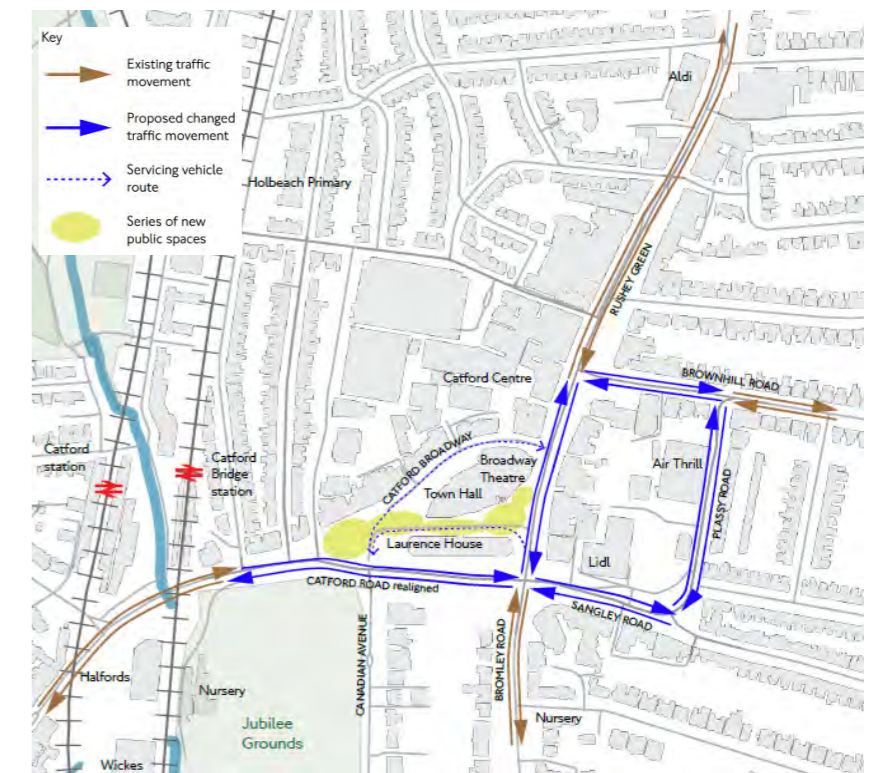 Key
Existing traffic
movement
Proposed changed
traffic movement
Servicing vehicle
route
Series of new
public spaces
Aldi
Holbeach Primary
RUSHEY GREEN
Catford Centre
BROWNHILL ROAD
Catford
station
Catford
Bridge
station
CATFORD BROADWAY
Broadway
Theatre
Town Hall
Air Thrill
PLASSY ROAD
Laurence House
Lidl
CATFORD ROAD realigned
SANGLEY ROAD
CANADIAN AVENUE
BROMLEY ROAD
Halfords
Nursery
Nursery
Jubilee
Grounds
Wickes